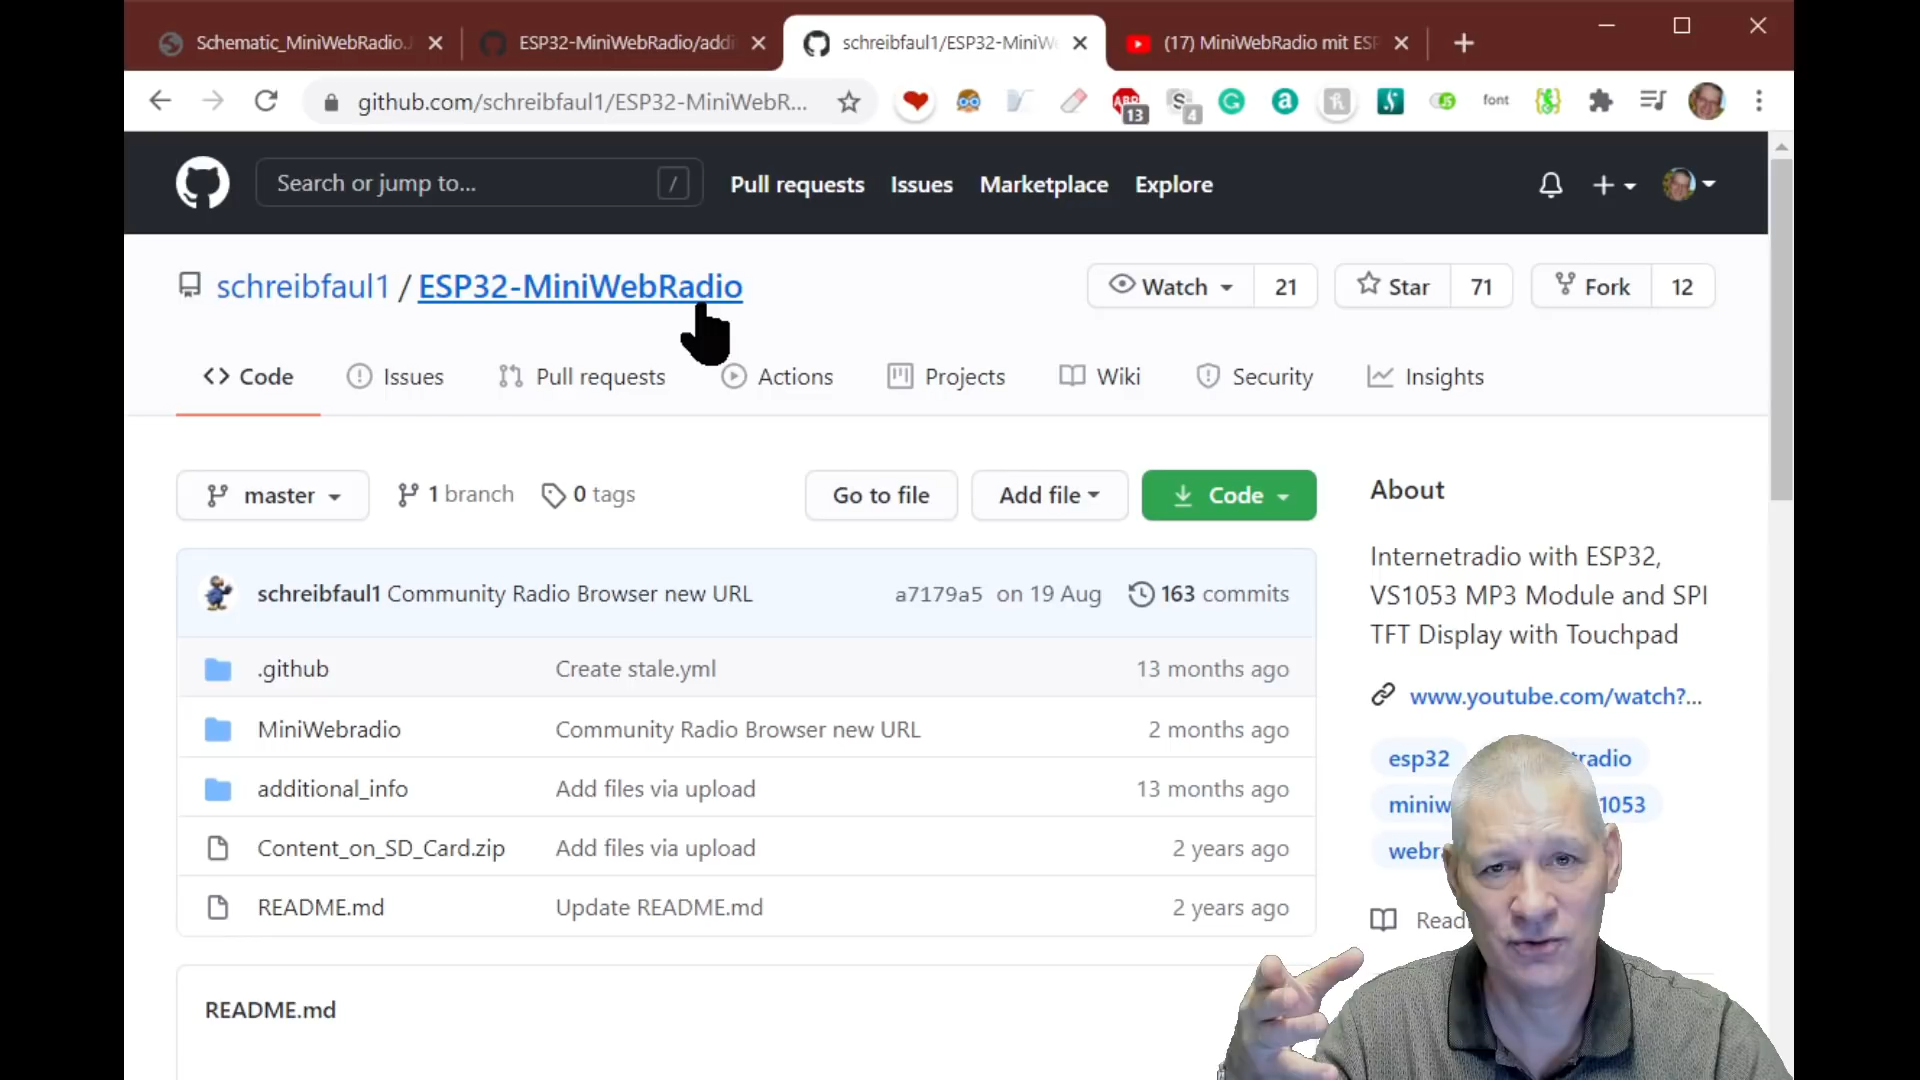 Schematic_MiniWebRadio.
ESP32-MiniWebRadio/addi
schreibfaul1/ESP32-MiniW
(17) MiniWebRadio mit ESP
github.com/schreibfaul1/ESP32-MiniWebR...
ABP
13
S
4
G
a
h
S
JS
font
Search or jump to...
/
Pull requests
Issues
Marketplace
Explore
schreibfaul1 / ESP32-MiniWebRadio
Watch
21
Star
71
Fork
12
Code
Issues
Pull requests
Actions
Projects
Wiki
Security
Insights
master
1 branch
0 tags
Go to file
Add file
Code
About
Internetradio with ESP32,
VS1053 MP3 Module and SPI
TFT Display with Touchpad
www.youtube.com/watch?...
esp32
radio
miniw
1053
webr
Read
schreibfaul1 Community Radio Browser new URL
a7179a5 on 19 Aug
163 commits
.github
Create stale.yml
13 months ago
MiniWebradio
Community Radio Browser new URL
2 months ago
additional_info
Add files via upload
13 months ago
Content_on_SD_Card.zip
Add files via upload
2 years ago
README.md
Update README.md
2 years ago
README.md